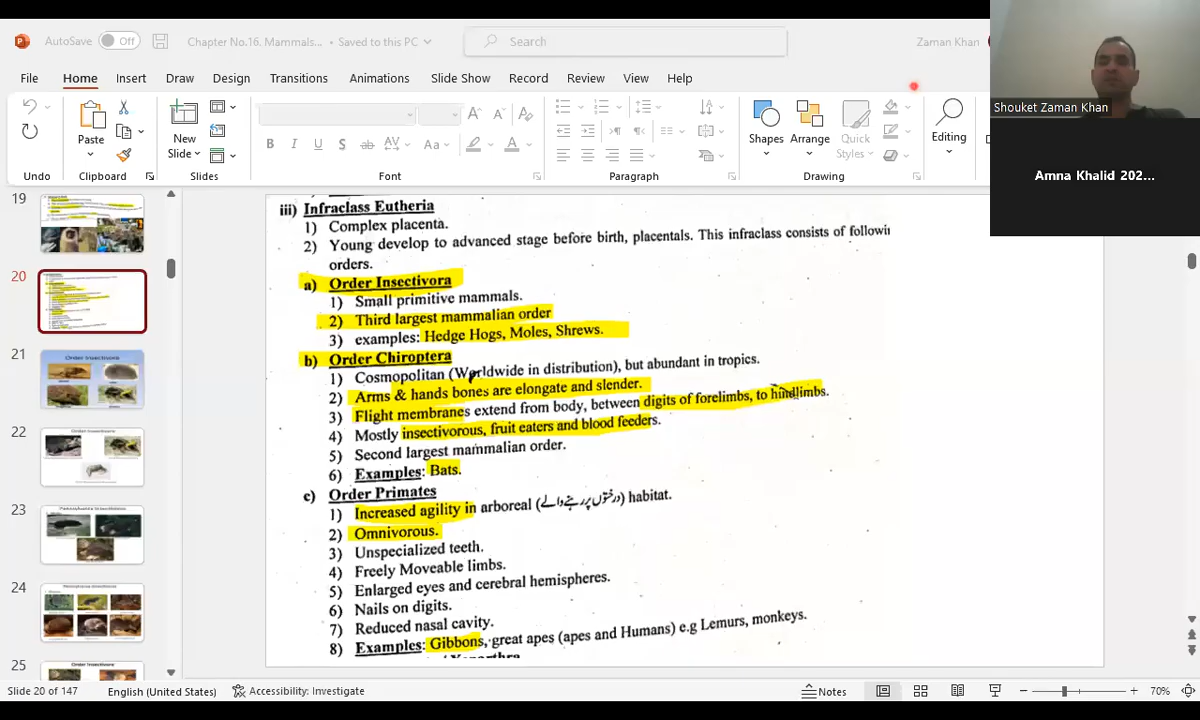 AutoSave Off Chapter No.16. Mammals... • Saved to this PC Search Zaman Khan
File Home Insert Draw Design Transitions Animations Slide Show Record Review View Help
Paste New Slide Shapes Arrange Quick Styles Editing
Undo Clipboard Slides Font Paragraph Drawing
Shouket Zaman Khan
Amna Khalid 202...
19
20
21
Order Insectivora
22
23
24
25
iii) Infraclass Eutheria
1) Complex placenta.
2) Young develop to advanced stage before birth, placentals. This infraclass consists of followin
orders.
a) Order Insectivora
1) Small primitive mammals.
2) Third largest mammalian order
3) examples: Hedge Hogs, Moles, Shrews.
b) Order Chiroptera
1) Cosmopolitan (Worldwide in distribution), but abundant in tropics.
2) Arms & hands bones are elongate and slender.
3) Flight membranes extend from body, between digits of forelimbs, to hindlimbs.
4) Mostly insectivorous, fruit eaters and blood feeders.
5) Second largest mammalian order.
6) Examples: Bats.
c) Order Primates
1) Increased agility in arboreal (درختوں پر رہنے والے) habitat.
2) Omnivorous.
3) Unspecialized teeth.
4) Freely Moveable limbs.
5) Enlarged eyes and cerebral hemispheres.
6) Nails on digits.
7) Reduced nasal cavity.
8) Examples: Gibbons, great apes (apes and Humans) e.g Lemurs, monkeys.
Slide 20 of 147 English (United States) Accessibility: Investigate Notes 70%